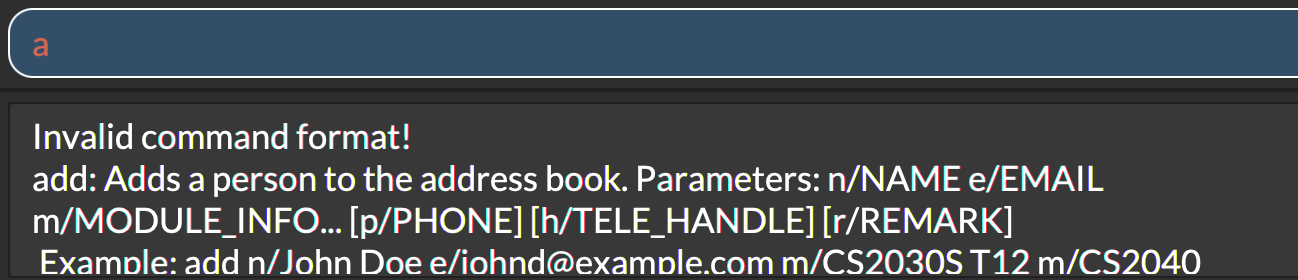 a
Invalid command format!
add: Adds a person to the address book. Parameters: n/NAME e/EMAIL
m/MODULE_INFO... [p/PHONE] [h/TELE_HANDLE] [r/REMARK]
Example: add n/John Doe e/johnd@example.com m/CS2030S T12 m/CS2040